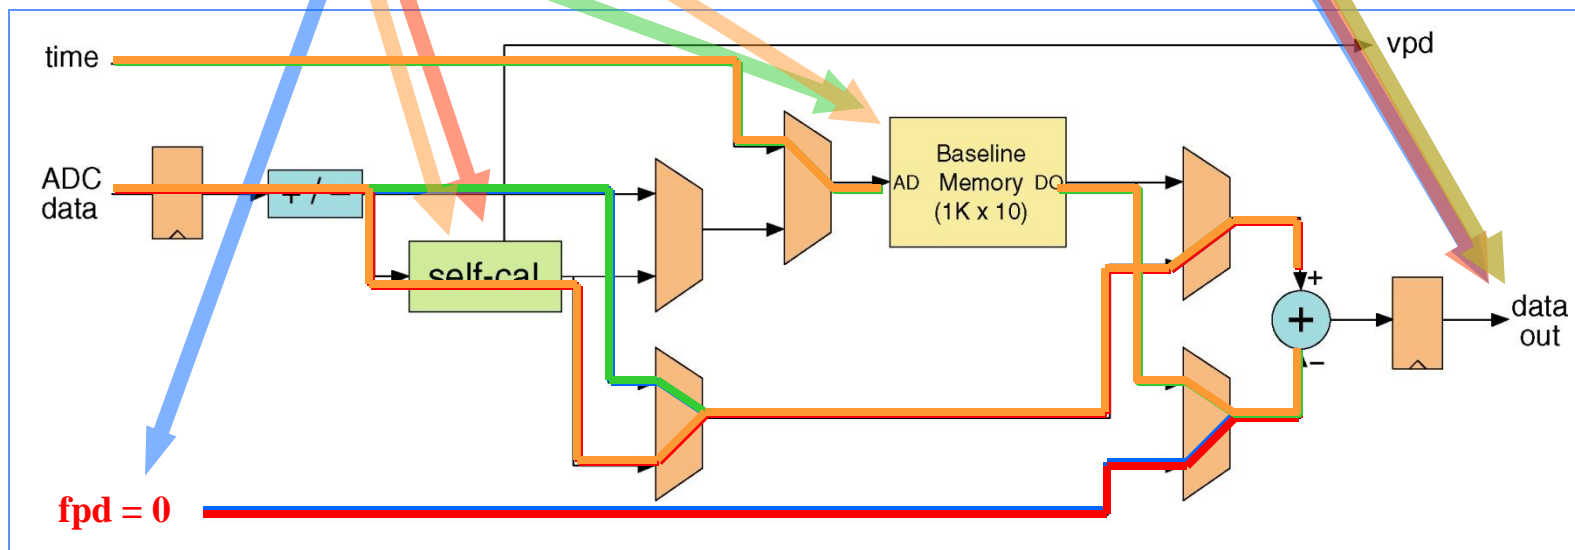 time
vpd
ADC
data
+ / -
self-cal
AD
Baseline
Memory
(1K x 10)
DO
+
+
−
data
out
fpd = 0